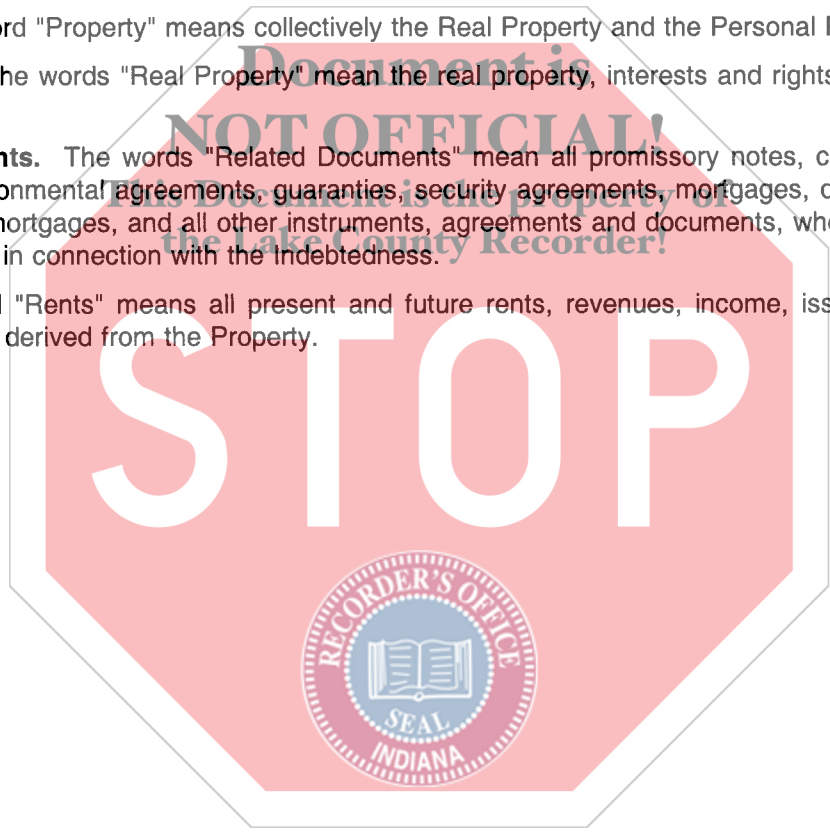 rd "Property" means collectively the Real Property and the Personal
Document is
he words "Real Property" mean the real property, interests and rights
NOT OFFICIAL!
nts. The words "Related Documents" mean all promissory notes, c
This Document is the property of
onmental agreements, guaranties, security agreements, mortgages, 
the Lake County Recorder!
nortgages, and all other instruments, agreements and documents, wh
in connection with the Indebtedness.
"Rents" means all present and future rents, revenues, income, iss
derived from the Property.
STOP
RECORDER'S OFFICE
SEAL
INDIANA